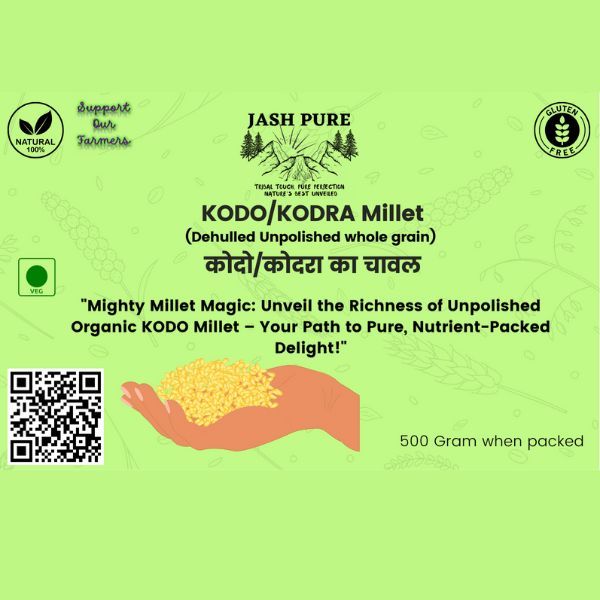 NATURAL
100%
Support
Our
Farmers
JASH PURE
TRIBAL TOUCH, PURE PERFECTION
NATURE'S BEST UNVEILED
GLUTEN
FREE
KODO/KODRA Millet
(Dehulled Unpolished whole grain)
कोदो/कोदरा का चावल
VEG
"Mighty Millet Magic: Unveil the Richness of Unpolished
Organic KODO Millet – Your Path to Pure, Nutrient-Packed
Delight!"
500 Gram when packed